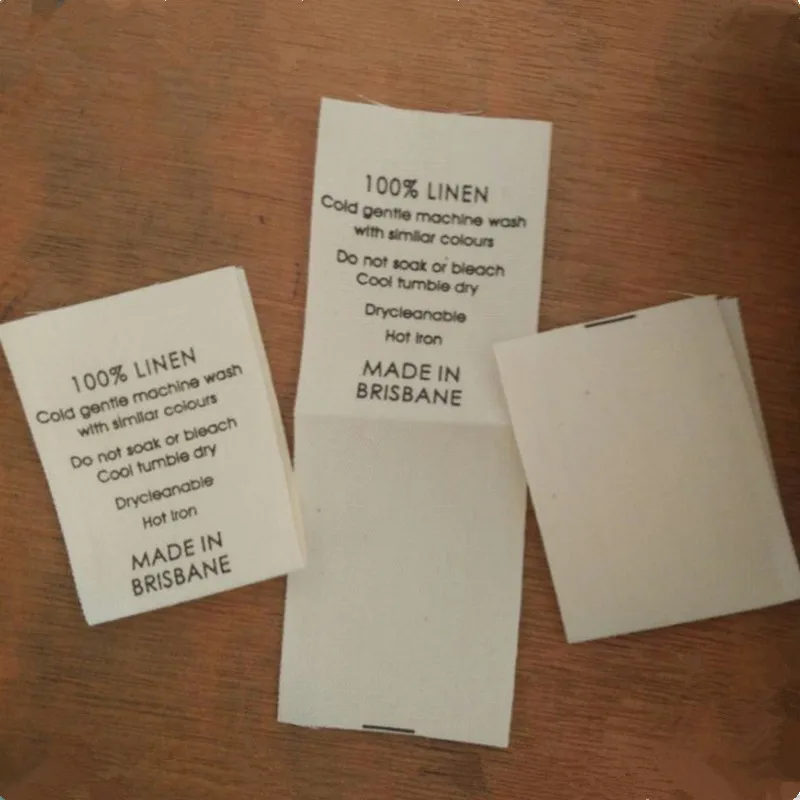 100% LINEN
Cold gentle machine wash
with similar colours
Do not soak or bleach
Cool tumble dry
Drycleanable
Hot Iron
MADE IN
BRISBANE
100% LINEN
Cold gentle machine wash
with similar colours
Do not soak or bleach
Cool tumble dry
Drycleanable
Hot Iron
MADE IN
BRISBANE